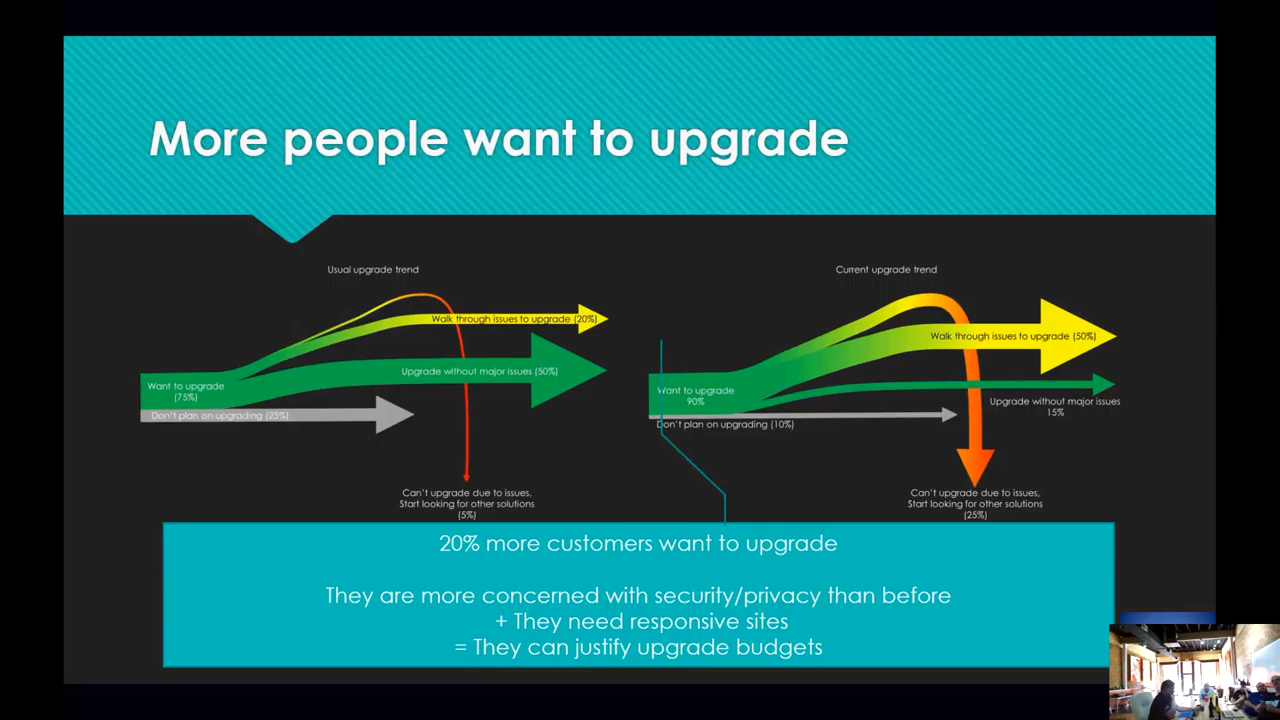 More people want to upgrade
Usual upgrade trend
Walk through issues to upgrade (20%)
Upgrade without major issues (50%)
Want to upgrade
(75%)
Don't plan on upgrading (25%)
Can't upgrade due to issues,
Start looking for other solutions
(5%)
Current upgrade trend
Walk through issues to upgrade (50%)
Want to upgrade
90%
Upgrade without major issues
15%
Don't plan on upgrading (10%)
Can't upgrade due to issues,
Start looking for other solutions
(25%)
20% more customers want to upgrade
They are more concerned with security/privacy than before
+ They need responsive sites
= They can justify upgrade budgets